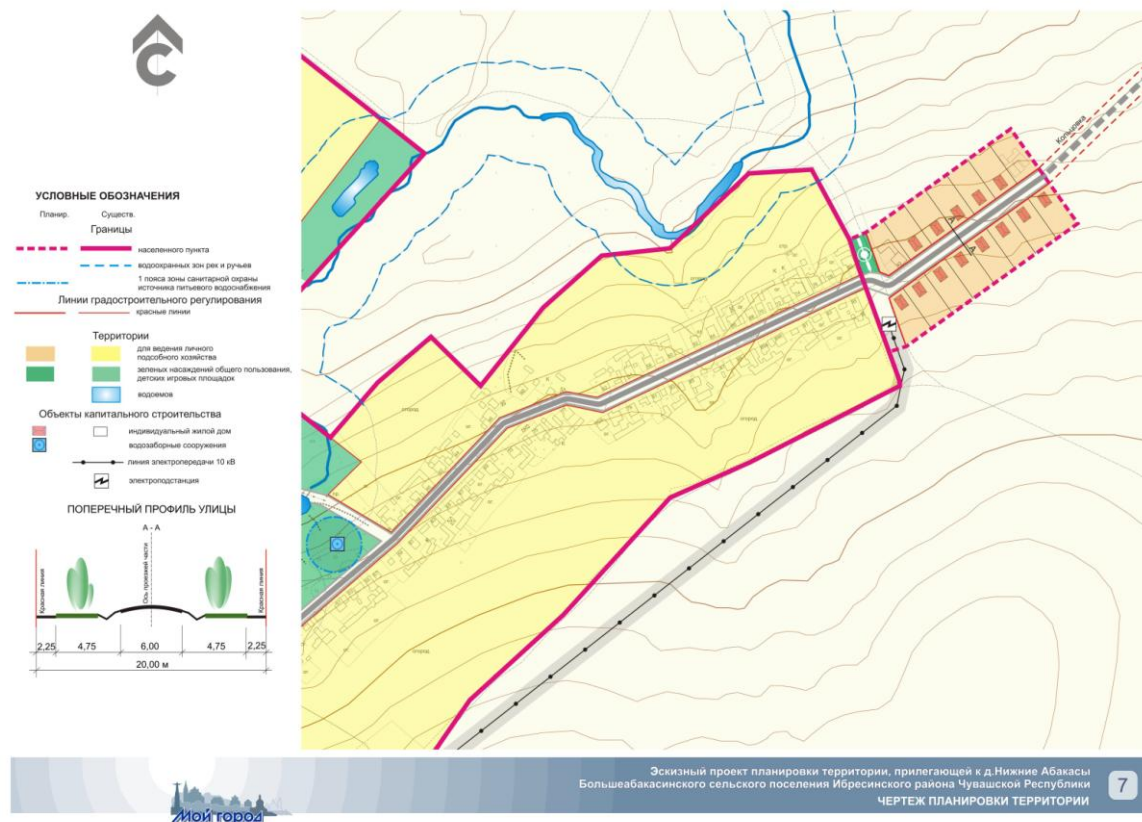 С
УСЛОВНЫЕ ОБОЗНАЧЕНИЯ
Планир. Существ.
Границы
населенного пункта
водоохранных зон рек и ручьев
1 пояса зоны санитарной охраны
источника питьевого водоснабжения
Линии градостроительного регулирования
красные линии
Территории
для ведения личного
подсобного хозяйства
зеленых насаждений общего пользования,
детских игровых площадок
водоемов
Объекты капитального строительства
индивидуальный жилой дом
водозаборные сооружения
линия электропередачи 10 кВ
электроподстанция
ПОПЕРЕЧНЫЙ ПРОФИЛЬ УЛИЦЫ
А - А
Красная линия
Ось проезжей части
Красная линия
2,25 4,75 6,00 4,75 2,25
20,00 м
Кольцовка
А
А
огород
огород
огород
Эскизный проект планировки территории, прилегающей к д.Нижние Абакасы
Большеабакасинского сельского поселения Ибресинского района Чувашской Республики
ЧЕРТЕЖ ПЛАНИРОВКИ ТЕРРИТОРИИ
7
Мой город